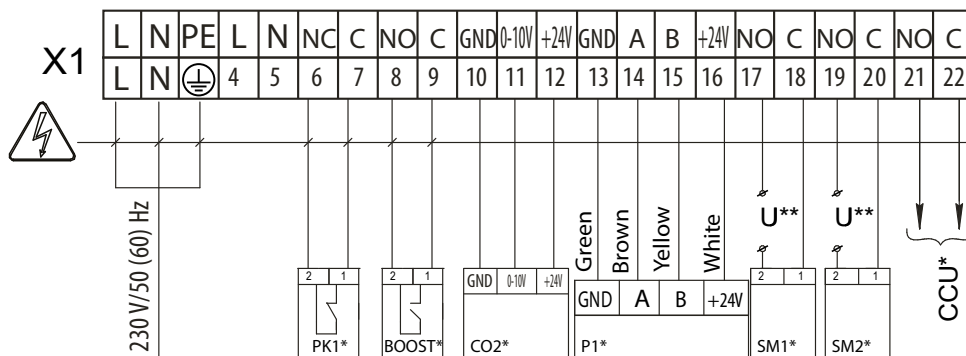 L N PE L N NC C NO C GND 0-10V +24V GND A B +24V NO C NO C NO C
X1
L N 4 5 6 7 8 9 10 11 12 13 14 15 16 17 18 19 20 21 22
230 V/50 (60) Hz
Green
Brown
Yellow
White
U**
U**
CCU*
2 1
2 1
GND 0-10V +24V
GND A B +24V
2 1
2 1
PK1*
BOOST*
CO2*
P1*
SM1*
SM2*